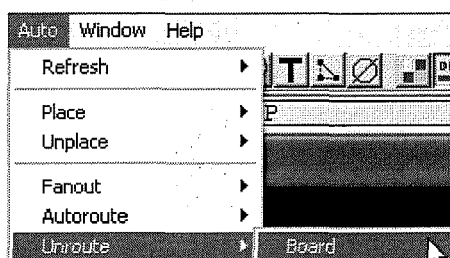 Auto Window Help
Refresh
T
Place
P
Unplace
Fanout
Autoroute
Unroute Board